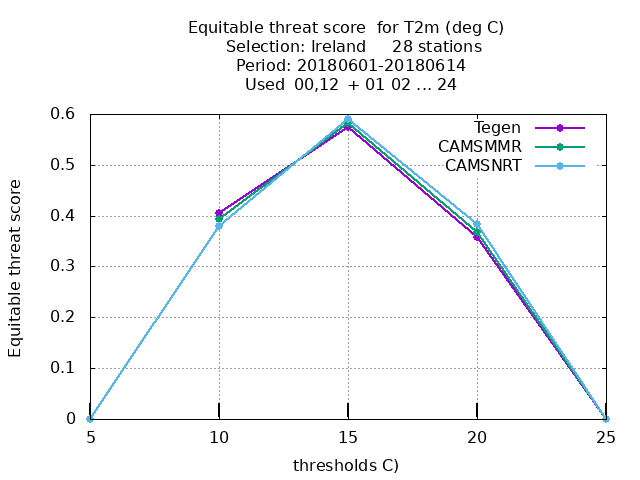 Equitable threat score  for T2m (deg C)
Selection: Ireland     28 stations
Period: 20180601-20180614
Used  00,12  + 01 02 ... 24
Tegen
CAMSMMR
CAMSNRT
Equitable threat score
0.6
0.5
0.4
0.3
0.2
0.1
0
5 10 15 20 25
thresholds C)